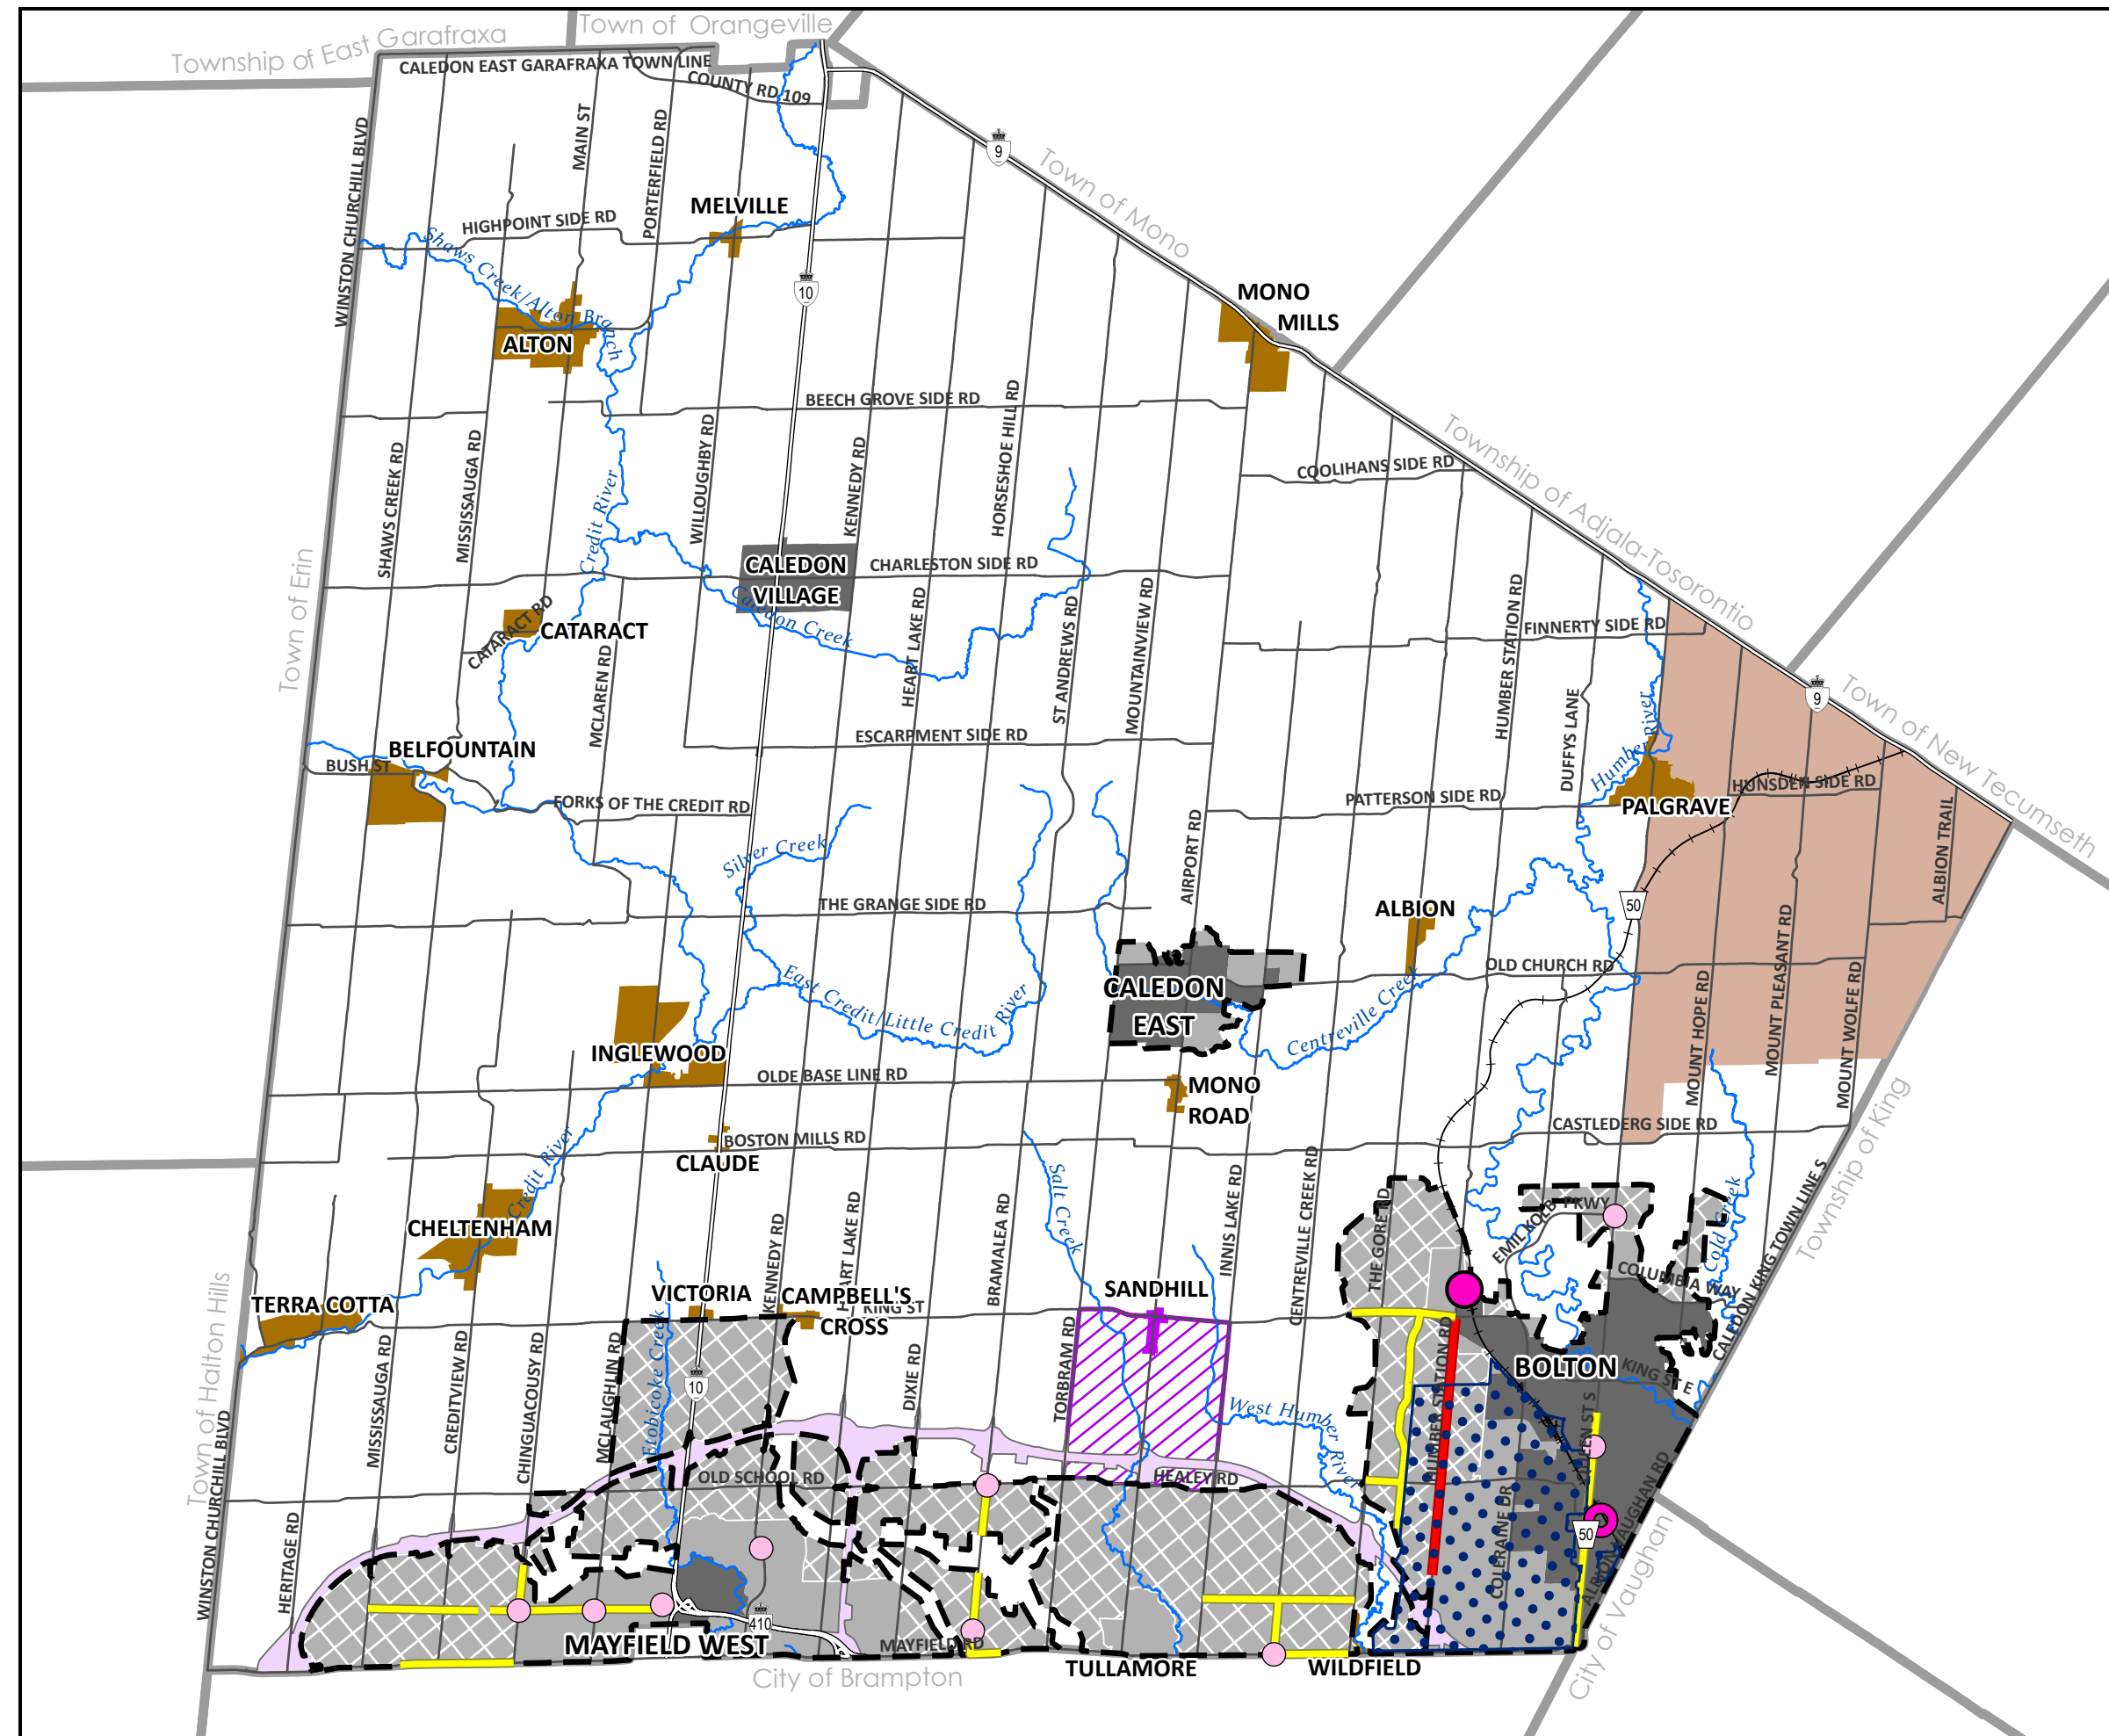 Township of East Garafraxa
Town of Orangeville
CALEDON EAST GARAFRAXA TOWN LINE
COUNTY RD 109
WINSTON CHURCHILL BLVD
MAIN ST
PORTERFIELD RD
9
Town of Mono
MELVILLE
HIGHPOINT SIDE RD
Shaws Creek/Alton Branch
10
MONO
MILLS
ALTON
BEECH GROVE SIDE RD
HORSESHOE HILL RD
SHAWS CREEK RD
MISSISSAUGA RD
WILLOUGHBY RD
KENNEDY RD
COOLIHANS SIDE RD
Township of Adjala-Tosorontio
Credit River
Town of Erin
CALEDON
VILLAGE
CHARLESTON SIDE RD
Caledon Creek
CATARACT RD
CATARACT
MCLAREN RD
HEART LAKE RD
ST ANDREWS RD
MOUNTAINVIEW RD
HUMBER STATION RD
FINNERTY SIDE RD
DUFFYS LANE
Humber River
9
Town of New Tecumseth
ESCARPMENT SIDE RD
BELFOUNTAIN
BUSH ST
FORKS OF THE CREDIT RD
PATTERSON SIDE RD
PALGRAVE
HUNSDEN SIDE RD
ALBION TRAIL
Silver Creek
AIRPORT RD
THE GRANGE SIDE RD
ALBION
50
OLD CHURCH RD
MOUNT HOPE RD
MOUNT PLEASANT RD
MOUNT WOLFE RD
CALEDON
EAST
East Credit/Little Credit River
Centreville Creek
INGLEWOOD
OLDE BASE LINE RD
MONO
ROAD
Township of King
BOSTON MILLS RD
CLAUDE
CASTLEDERG SIDE RD
Credit River
Salt Creek
CHELTENHAM
KENNEDY RD
HART LAKE RD
BRAMALEA RD
INNIS LAKE RD
CENTREVILLE CREEK RD
THE GORE RD
EMIL KOLB PKWY
COLUMBIA WAY
Cold Creek
CALEDON KING TOWN LINE S
Town of Halton Hills
TERRA COTTA
VICTORIA
CAMPBELL'S
CROSS
KING ST
SANDHILL
WINSTON CHURCHILL BLVD
HERITAGE RD
MISSISSAUGA RD
CREDITVIEW RD
CHINGUACOUSY RD
MCLAUGHLIN RD
Etobicoke Creek
10
DIXIE RD
TORBRAM RD
West Humber River
HUMBER STATION RD
BOLTON
KING ST E
QUEEN ST S
OLD SCHOOL RD
HEALEY RD
COLERAINE DR
50
ALBION VAUGHAN RD
City of Vaughan
410
MAYFIELD WEST
MAYFIELD RD
City of Brampton
TULLAMORE
WILDFIELD